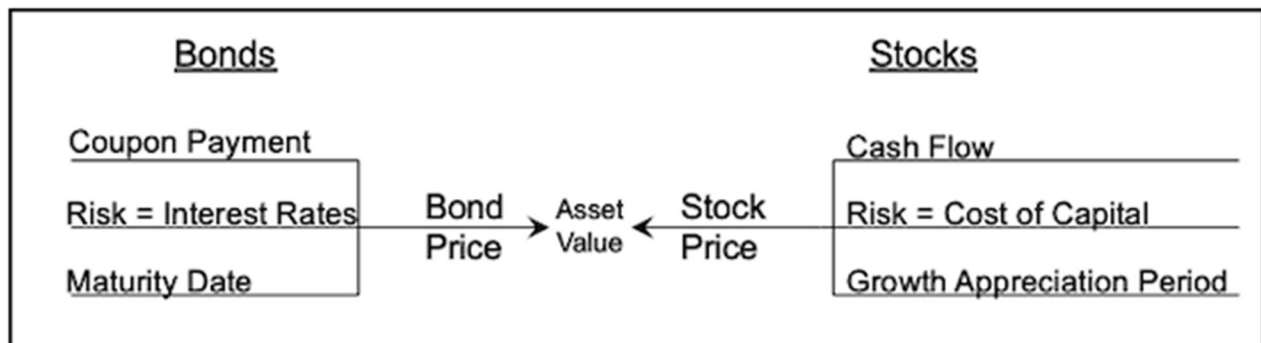 Bonds
Stocks
Coupon Payment
Cash Flow
Risk = Interest Rates
Bond
Price
Asset
Value
Stock
Price
Risk = Cost of Capital
Maturity Date
Growth Appreciation Period